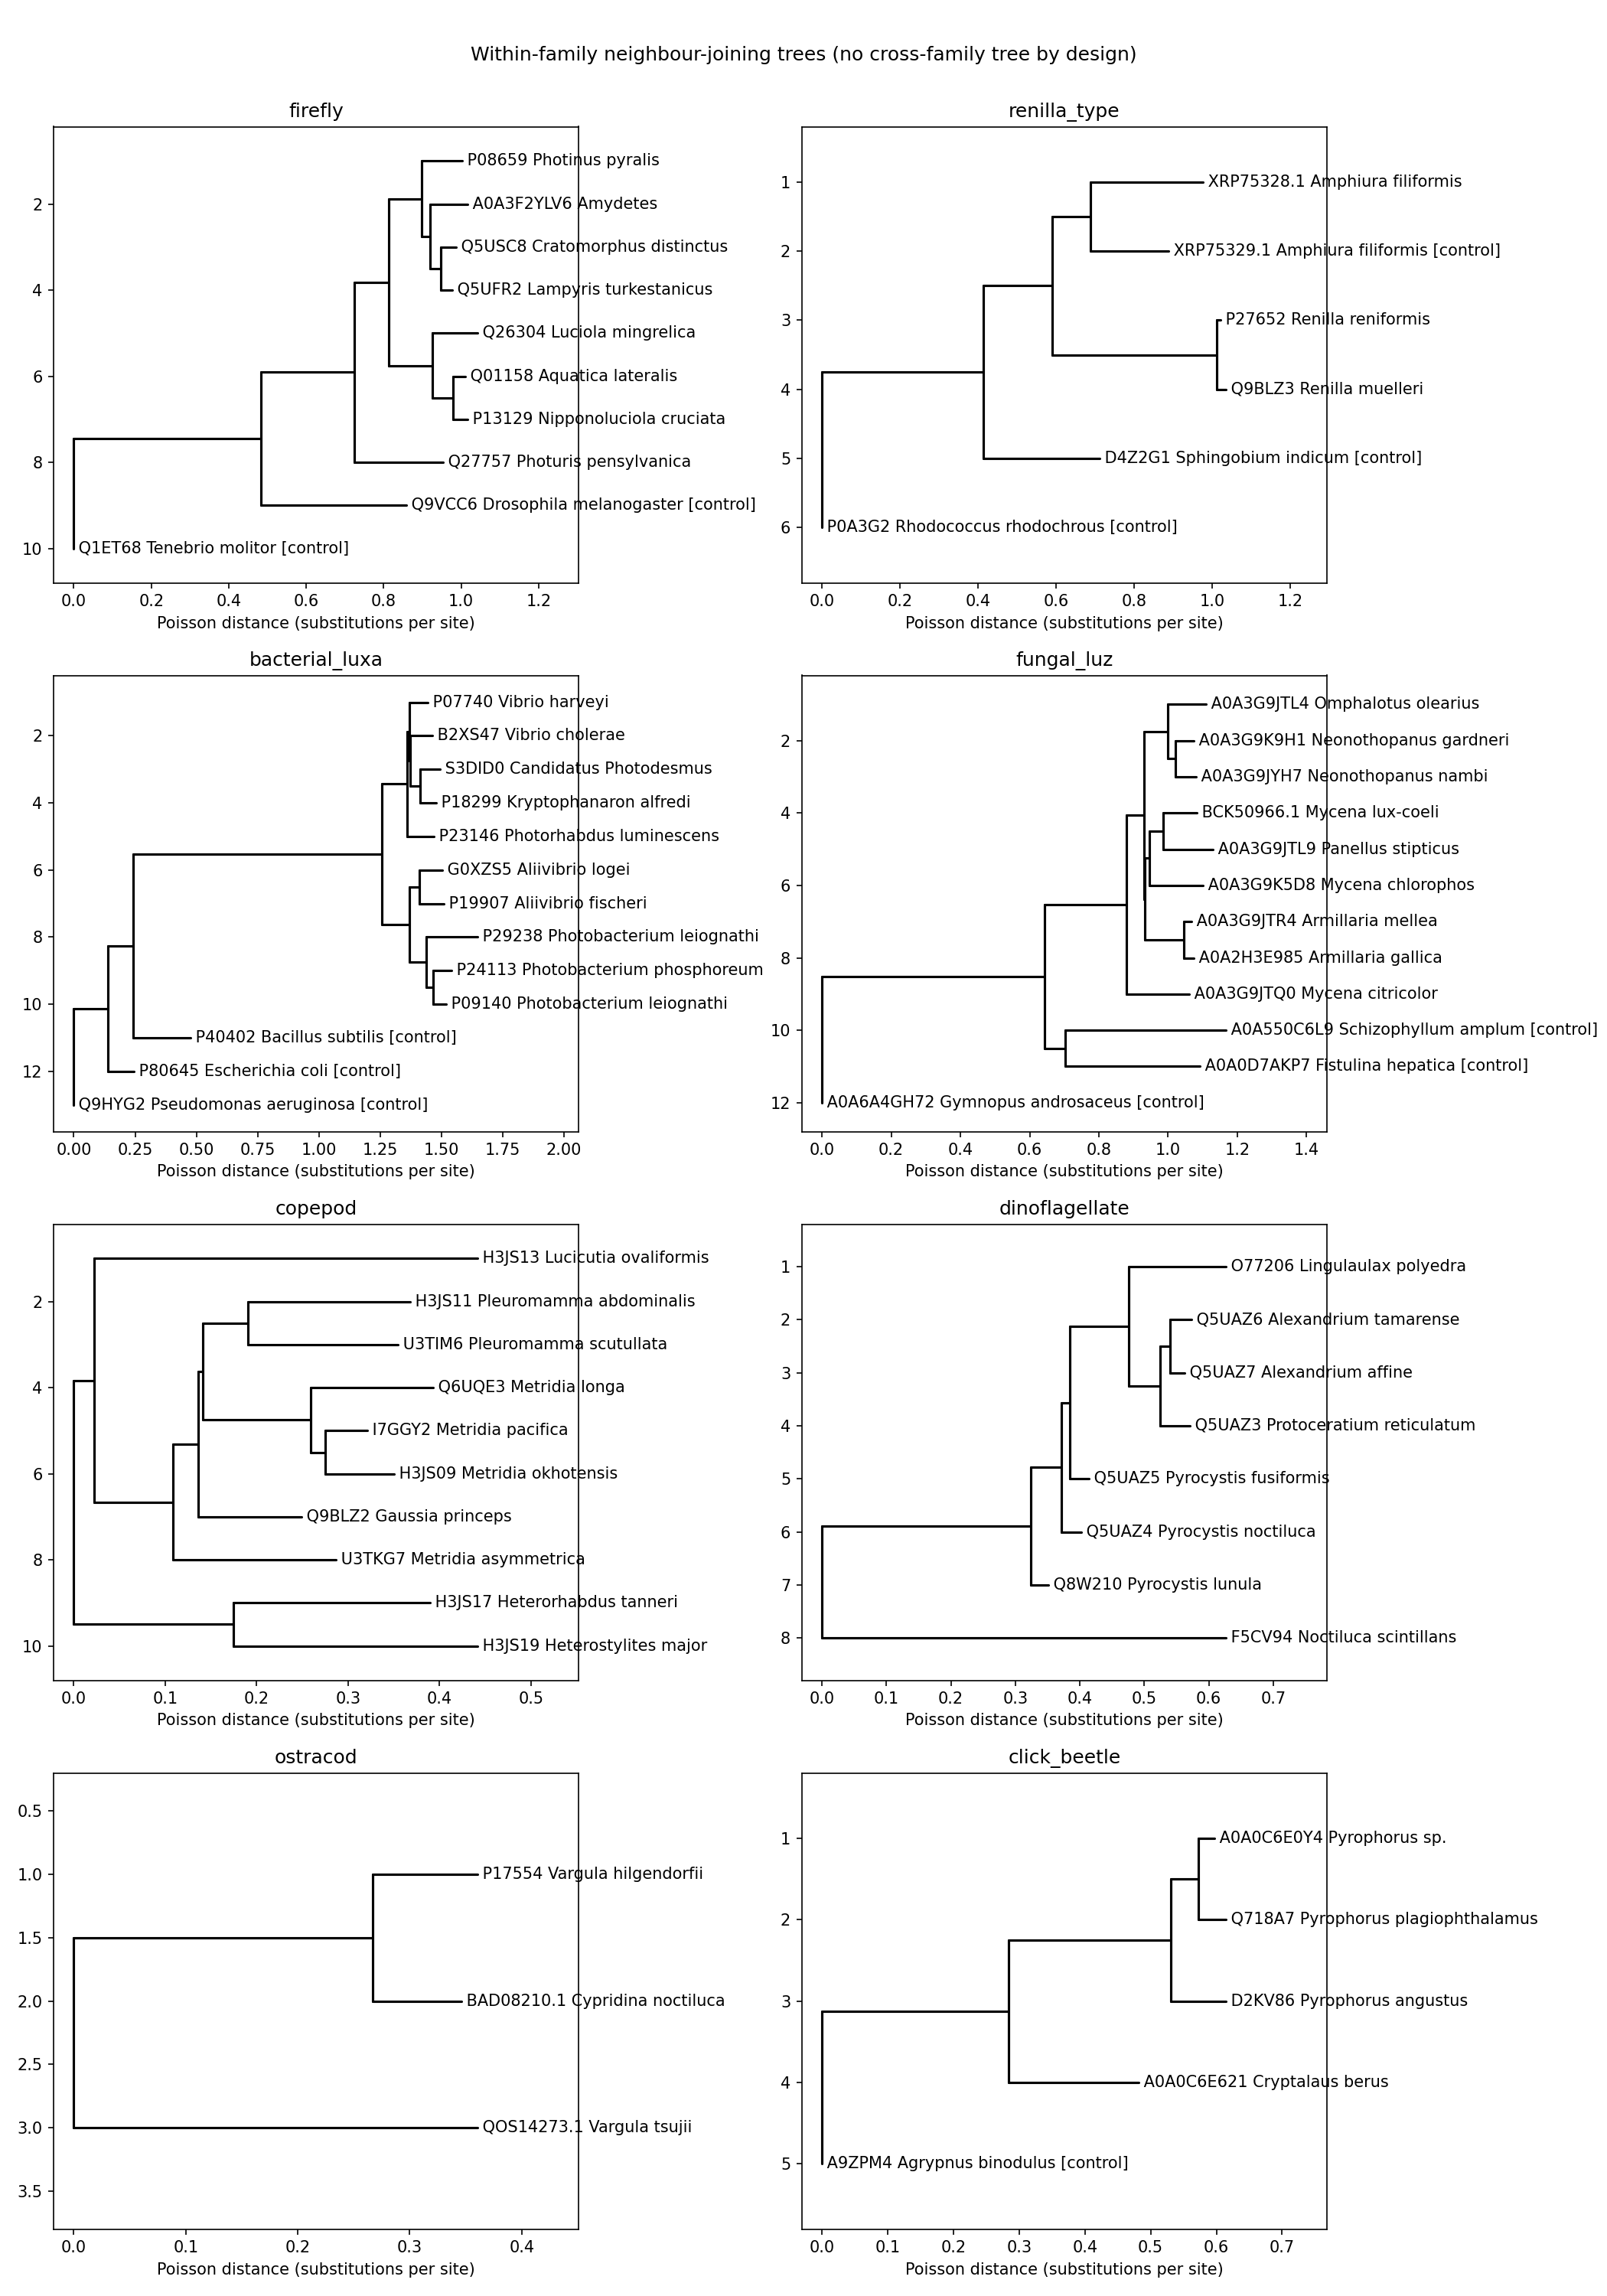 Within-family neighbour-joining trees (no cross-family tree by design)
firefly
P08659 Photinus pyralis
A0A3F2YLV6 Amydetes
2
Q5USC8 Cratomorphus distinctus
Q5UFR2 Lampyris turkestanicus
4
Q26304 Luciola mingrelica
Q01158 Aquatica lateralis
6
P13129 Nipponoluciola cruciata
Q27757 Photuris pensylvanica
8
Q9VCC6 Drosophila melanogaster [control]
Q1ET68 Tenebrio molitor [control]
10
0.0 0.2 0.4 0.6 0.8 1.0 1.2
Poisson distance (substitutions per site)
renilla_type
1
XRP75328.1 Amphiura filiformis
2
XRP75329.1 Amphiura filiformis [control]
3
P27652 Renilla reniformis
4
Q9BLZ3 Renilla muelleri
5
D4Z2G1 Sphingobium indicum [control]
6
P0A3G2 Rhodococcus rhodochrous [control]
0.0 0.2 0.4 0.6 0.8 1.0 1.2
Poisson distance (substitutions per site)
bacterial_luxa
P07740 Vibrio harveyi
2
B2XS47 Vibrio cholerae
S3DID0 Candidatus Photodesmus
4
P18299 Kryptophanaron alfredi
P23146 Photorhabdus luminescens
6
G0XZS5 Aliivibrio logei
P19907 Aliivibrio fischeri
8
P29238 Photobacterium leiognathi
P24113 Photobacterium phosphoreum
10
P09140 Photobacterium leiognathi
P40402 Bacillus subtilis [control]
12
P80645 Escherichia coli [control]
Q9HYG2 Pseudomonas aeruginosa [control]
0.00 0.25 0.50 0.75 1.00 1.25 1.50 1.75 2.00
Poisson distance (substitutions per site)
fungal_luz
A0A3G9JTL4 Omphalotus olearius
2
A0A3G9K9H1 Neonothopanus gardneri
A0A3G9JYH7 Neonothopanus nambi
4
BCK50966.1 Mycena lux-coeli
A0A3G9JTL9 Panellus stipticus
6
A0A3G9K5D8 Mycena chlorophos
A0A3G9JTR4 Armillaria mellea
8
A0A2H3E985 Armillaria gallica
A0A3G9JTQ0 Mycena citricolor
10
A0A550C6L9 Schizophyllum amplum [control]
A0A0D7AKP7 Fistulina hepatica [control]
12
A0A6A4GH72 Gymnopus androsaceus [control]
0.0 0.2 0.4 0.6 0.8 1.0 1.2 1.4
Poisson distance (substitutions per site)
copepod
H3JS13 Lucicutia ovaliformis
2
H3JS11 Pleuromamma abdominalis
U3TIM6 Pleuromamma scutullata
4
Q6UQE3 Metridia longa
I7GGY2 Metridia pacifica
6
H3JS09 Metridia okhotensis
Q9BLZ2 Gaussia princeps
8
U3TKG7 Metridia asymmetrica
H3JS17 Heterorhabdus tanneri
10
H3JS19 Heterostylites major
0.0 0.1 0.2 0.3 0.4 0.5
Poisson distance (substitutions per site)
dinoflagellate
1
O77206 Lingulaulax polyedra
2
Q5UAZ6 Alexandrium tamarense
3
Q5UAZ7 Alexandrium affine
4
Q5UAZ3 Protoceratium reticulatum
5
Q5UAZ5 Pyrocystis fusiformis
6
Q5UAZ4 Pyrocystis noctiluca
7
Q8W210 Pyrocystis lunula
8
F5CV94 Noctiluca scintillans
0.0 0.1 0.2 0.3 0.4 0.5 0.6 0.7
Poisson distance (substitutions per site)
ostracod
0.5
1.0
P17554 Vargula hilgendorfii
1.5
2.0
BAD08210.1 Cypridina noctiluca
2.5
3.0
QOS14273.1 Vargula tsujii
3.5
0.0 0.1 0.2 0.3 0.4
Poisson distance (substitutions per site)
click_beetle
1
A0A0C6E0Y4 Pyrophorus sp.
2
Q718A7 Pyrophorus plagiophthalamus
3
D2KV86 Pyrophorus angustus
4
A0A0C6E621 Cryptalaus berus
5
A9ZPM4 Agrypnus binodulus [control]
0.0 0.1 0.2 0.3 0.4 0.5 0.6 0.7
Poisson distance (substitutions per site)